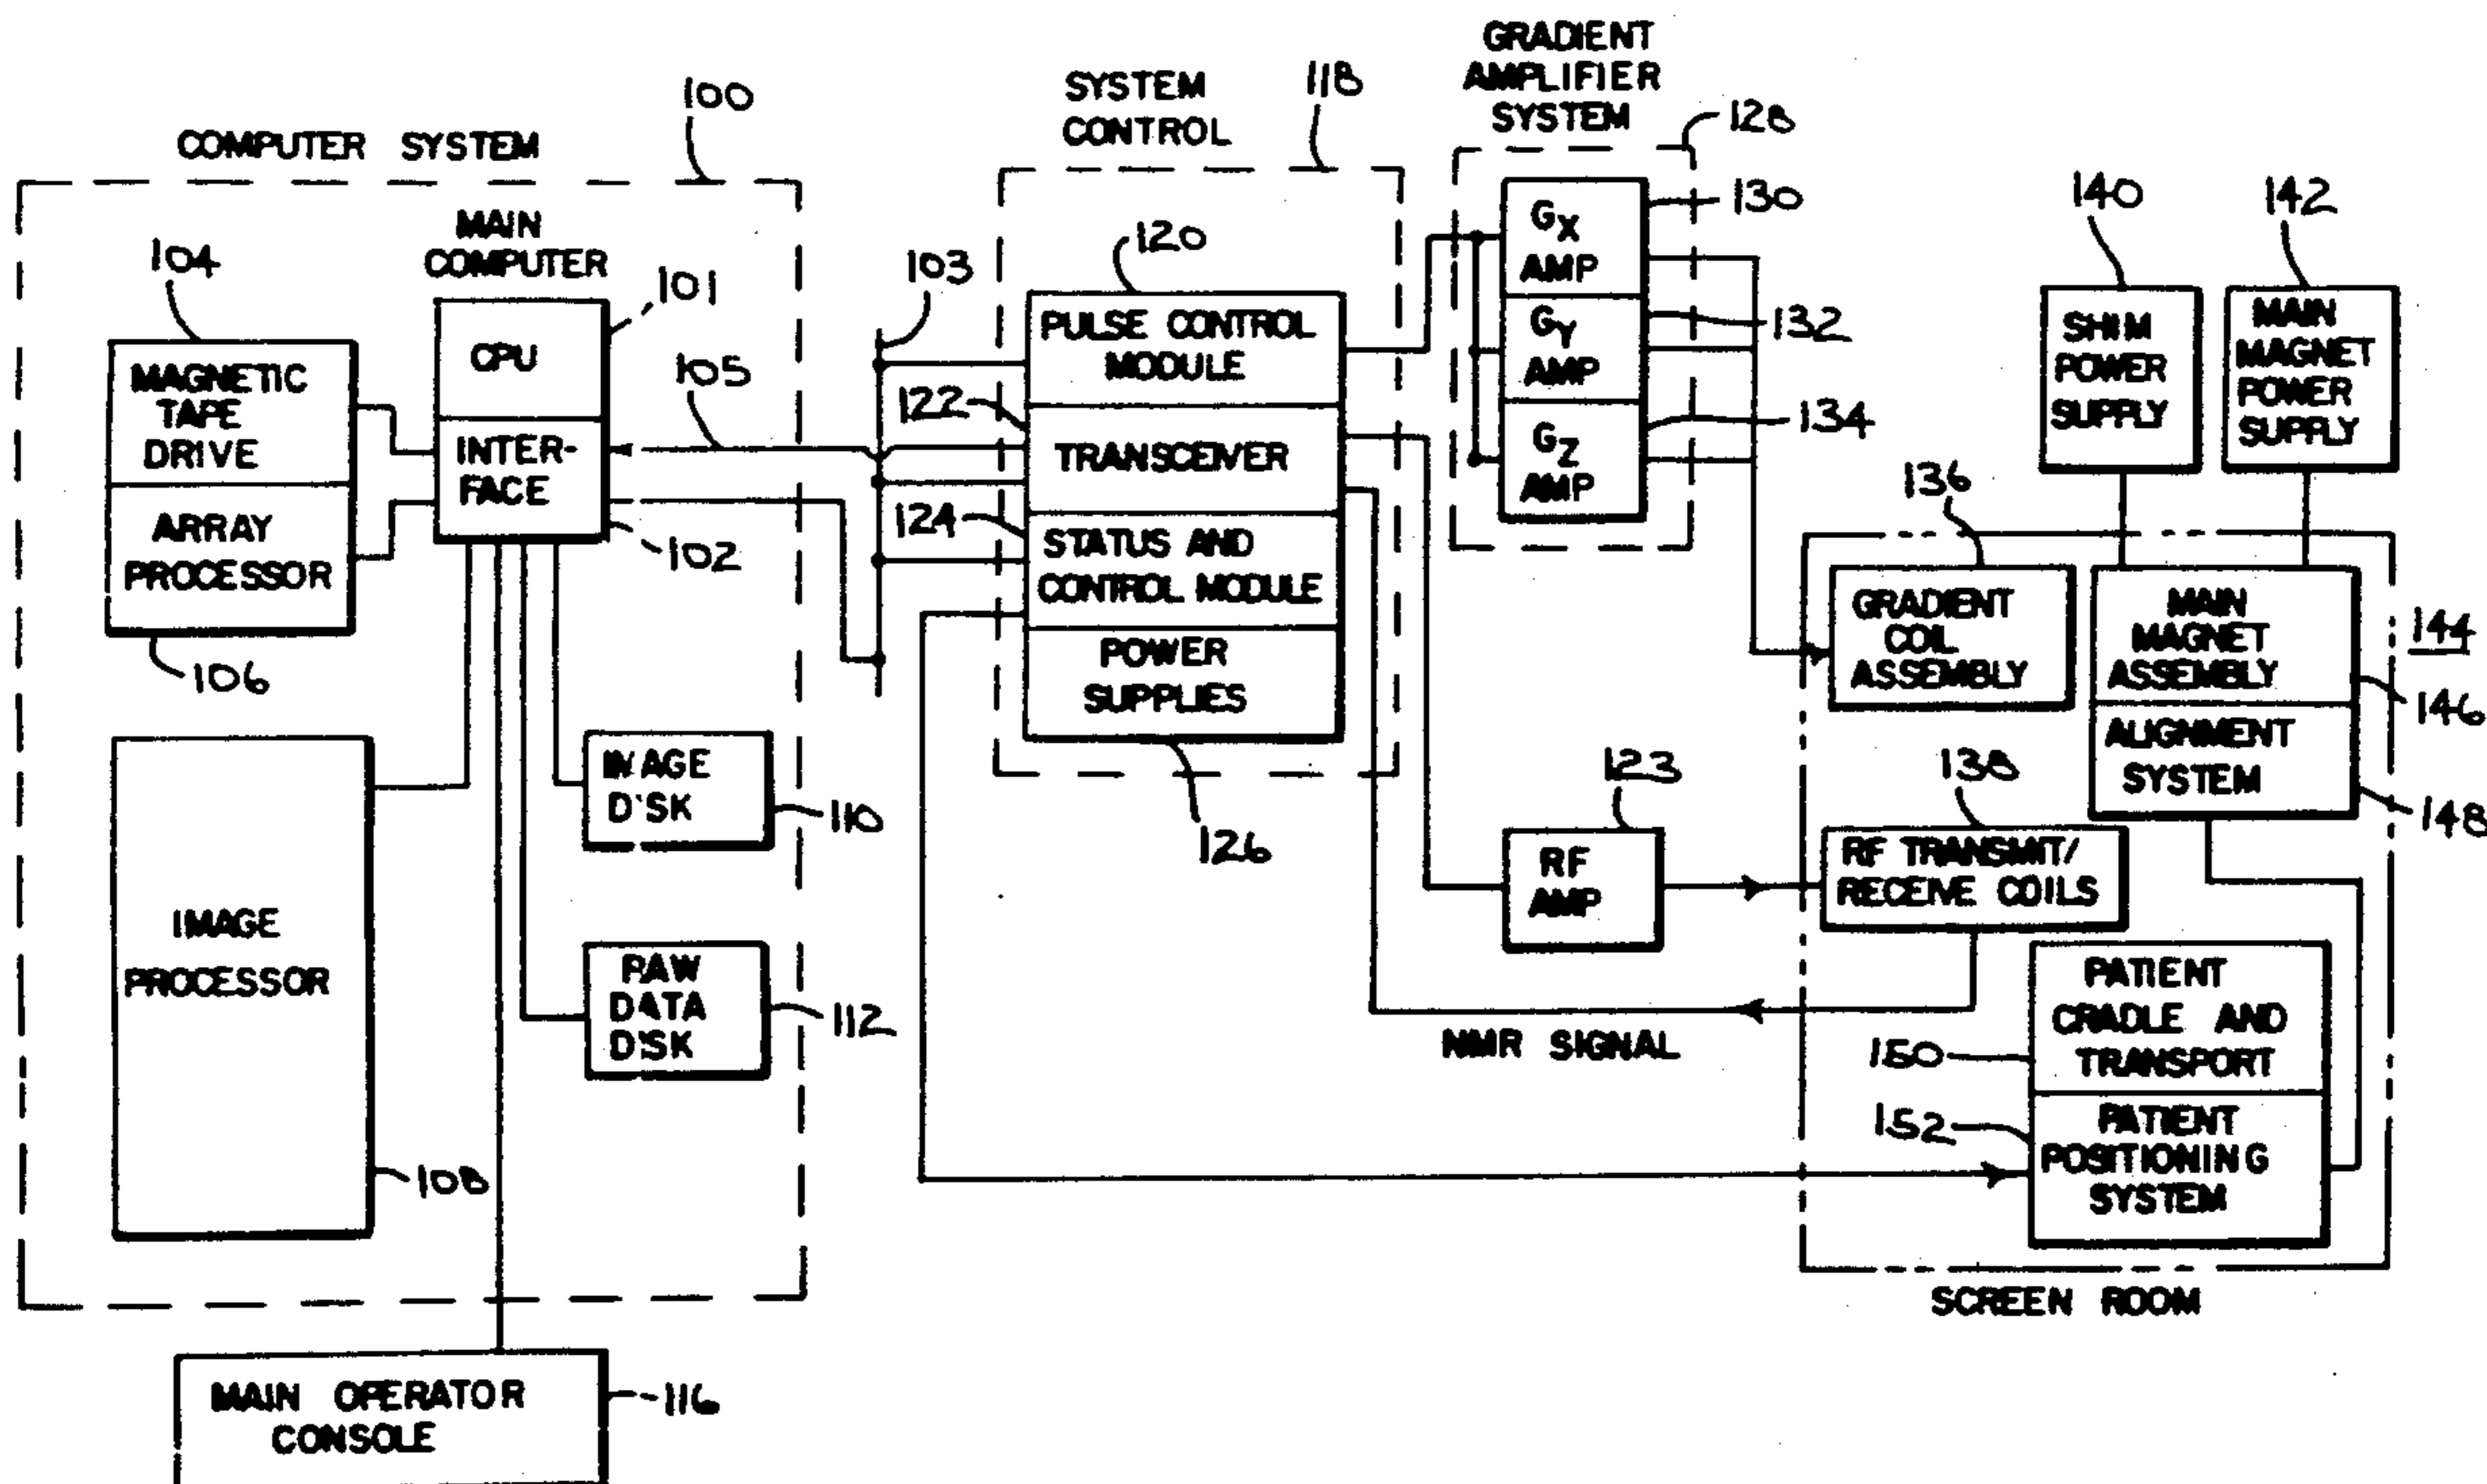 COMPUTER SYSTEM
100
MAIN
COMPUTER
104
101
MAGNETIC
TAPE
DRIVE
CPU
105
INTER-
FACE
ARRAY
PROCESSOR
102
106
IMAGE
PROCESSOR
108
IMAGE
DISK
110
RAW
DATA
DISK
112
MAIN OPERATOR
CONSOLE
116
SYSTEM
CONTROL
118
103
120
PULSE CONTROL
MODULE
122
TRANSCEIVER
124
STATUS AND
CONTROL MODULE
POWER
SUPPLIES
126
GRADIENT
AMPLIFIER
SYSTEM
128
GX
AMP
130
GY
AMP
132
GZ
AMP
134
140
142
SHIM
POWER
SUPPLY
MAIN
MAGNET
POWER
SUPPLY
136
GRADIENT
COIL
ASSEMBLY
MAIN
MAGNET
ASSEMBLY
144
146
ALIGNMENT
SYSTEM
148
123
RF
AMP
138
RF TRANSMIT/
RECEIVE COILS
NMR SIGNAL
PATIENT
CRADLE AND
TRANSPORT
150
152
PATIENT
POSITIONING
SYSTEM
SCREEN ROOM